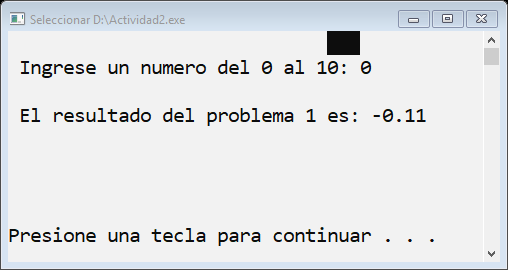 Seleccionar D:\Actividad2.exe
Ingrese un numero del 0 al 10: 0
El resultado del problema 1 es: -0.11
Presione una tecla para continuar . . .